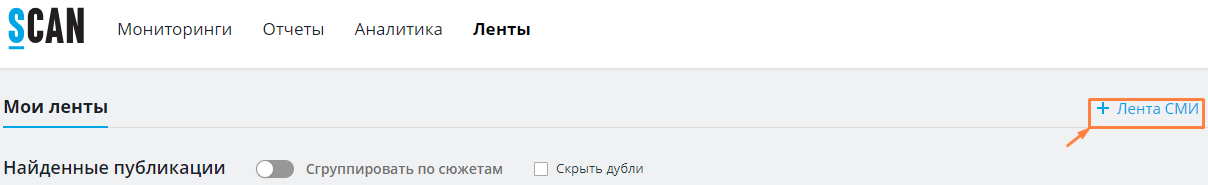 SCAN Мониторинги Отчеты Аналитика Ленты
Мои ленты + Лента СМИ
Найденные публикации Сгруппировать по сюжетам Скрыть дубли